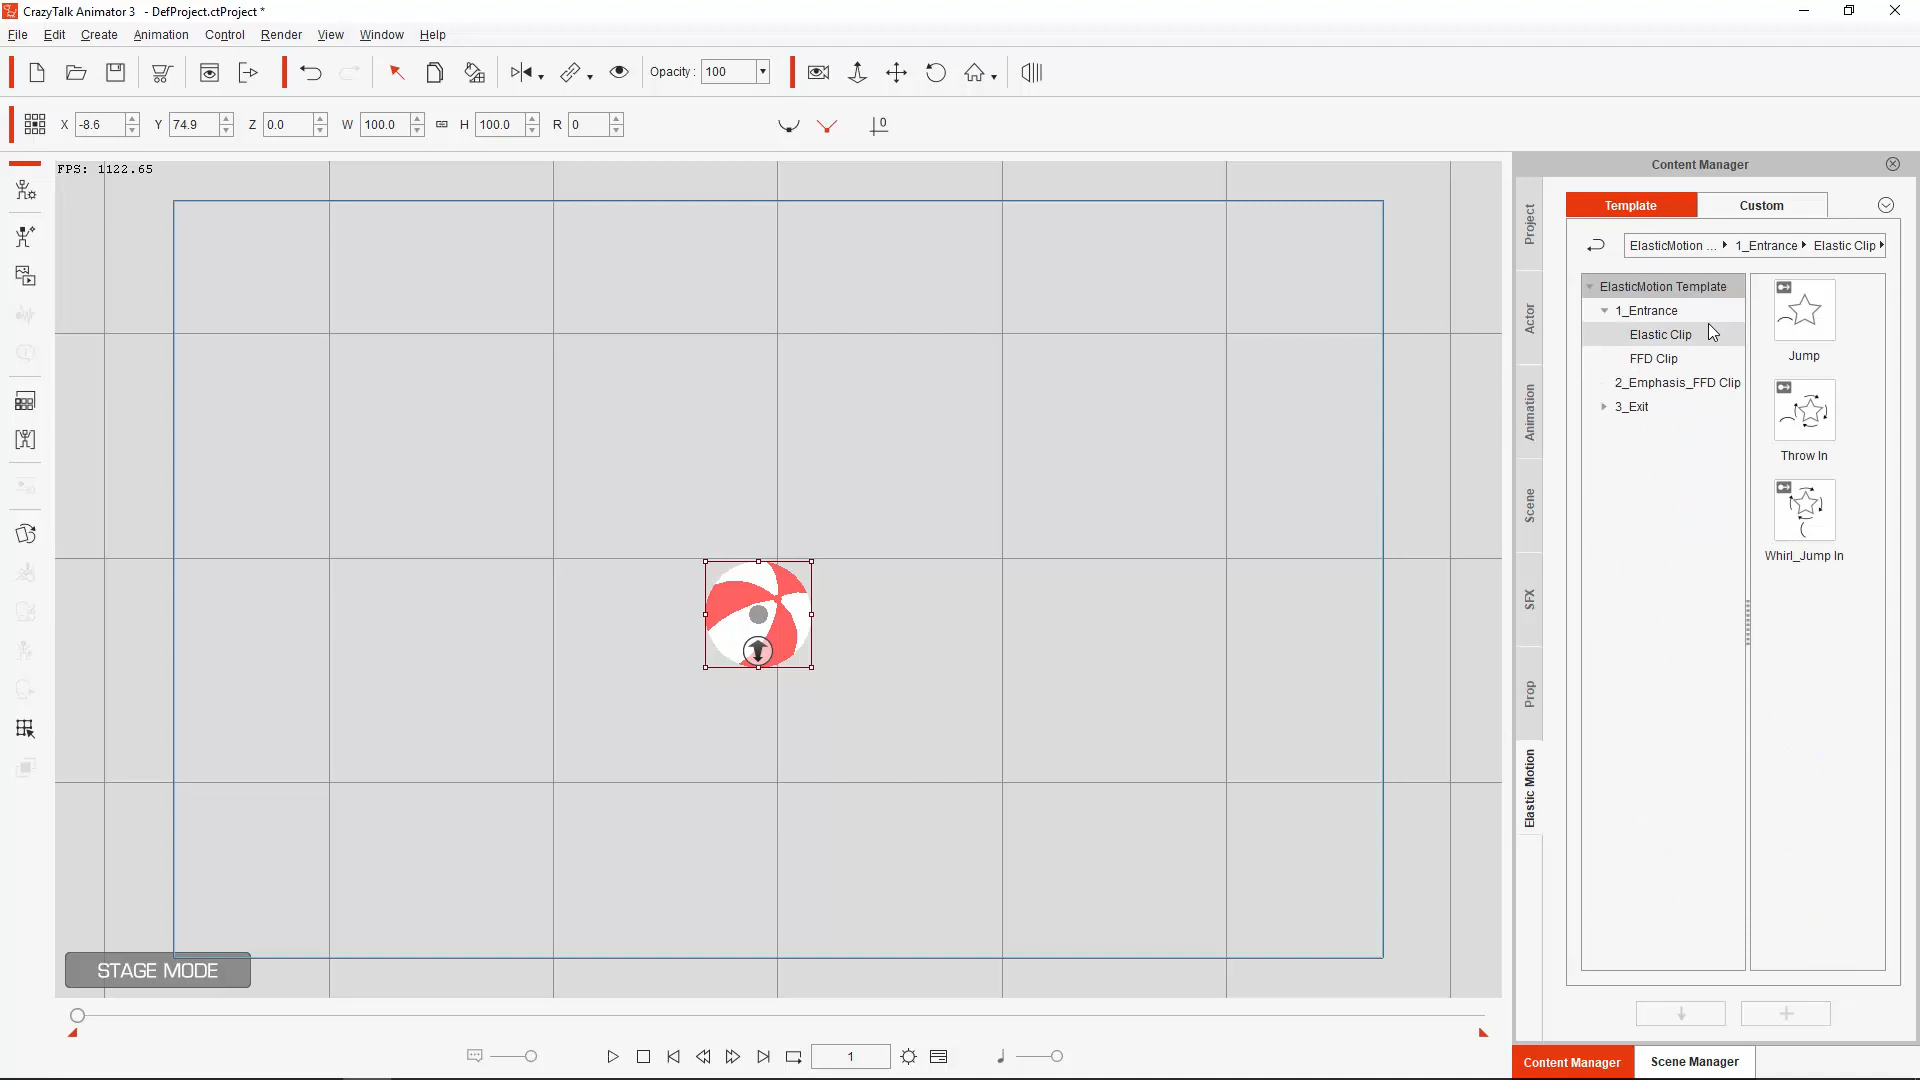 CrazyTalk Animator 3 - DefProject.ctProject *
File Edit Create Animation Control Render View Window Help
Opacity : 100
X -8.6 Y 74.9 Z 0.0 W 100.0 H 100.0 R 0 0
FPS: 1122.65
Content Manager
Template Custom
ElasticMotion ... 1_Entrance Elastic Clip
ElasticMotion Template
1_Entrance
Elastic Clip
FFD Clip
2_Emphasis_FFD Clip
3_Exit
Jump
Throw In
Whirl_Jump In
Project
Actor
Animation
Scene
SFX
Prop
Elastic Motion
STAGE MODE
1
Content Manager Scene Manager